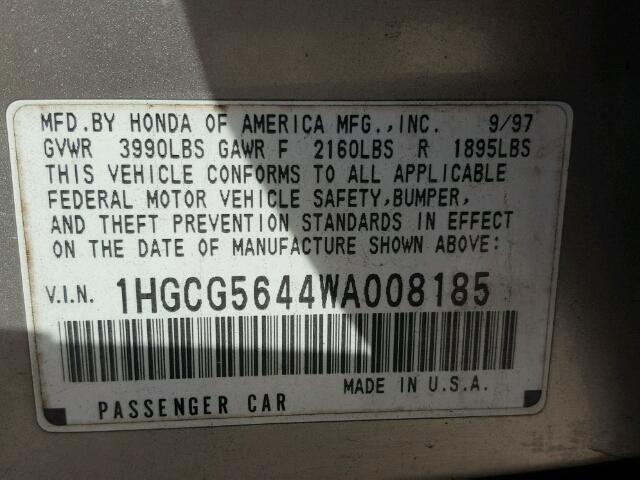 MFD.BY HONDA OF AMERICA MFG.,INC. 9/97
GVWR 3990LBS GAWR F 2160LBS R 1895LBS
THIS VEHICLE CONFORMS TO ALL APPLICABLE
FEDERAL MOTOR VEHICLE SAFETY,BUMPER,
AND THEFT PREVENTION STANDARDS IN EFFECT
ON THE DATE OF MANUFACTURE SHOWN ABOVE:
V.I.N. 1HGCG5644WA008185
MADE IN U.S.A.
PASSENGER CAR